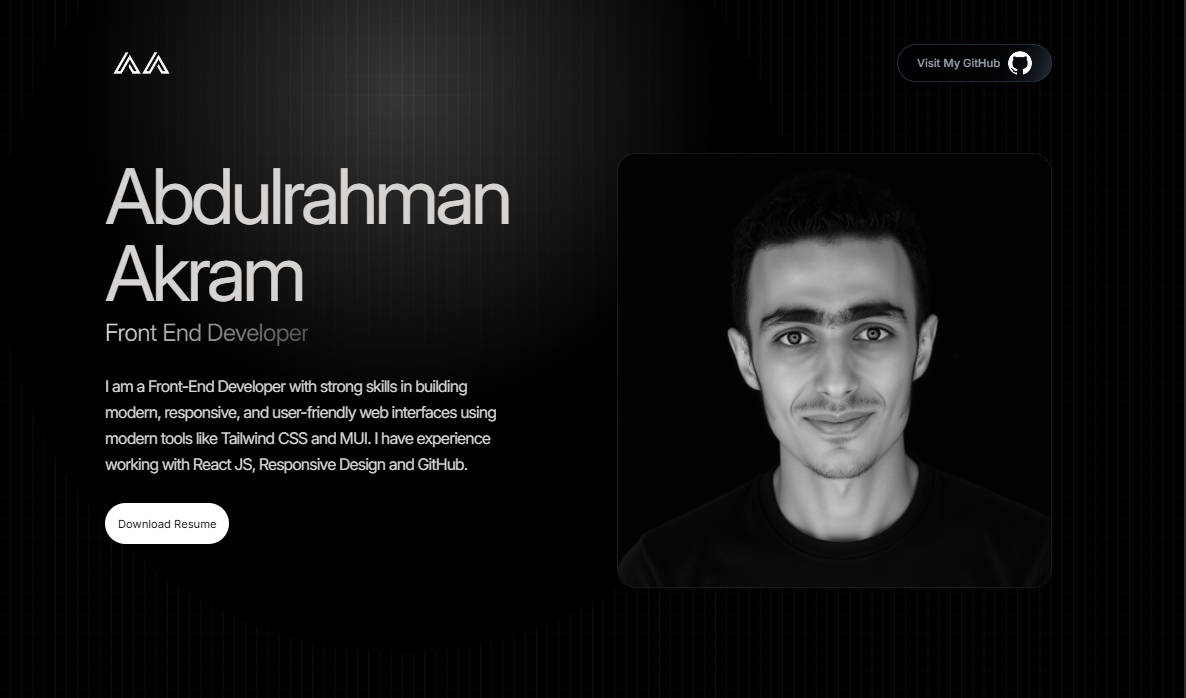 Visit My GitHub
Abdulrahman
Akram
Front End Developer
I am a Front-End Developer with strong skills in building
modern, responsive, and user-friendly web interfaces using
modern tools like Tailwind CSS and MUI. I have experience
working with React JS, Responsive Design and GitHub.
Download Resume